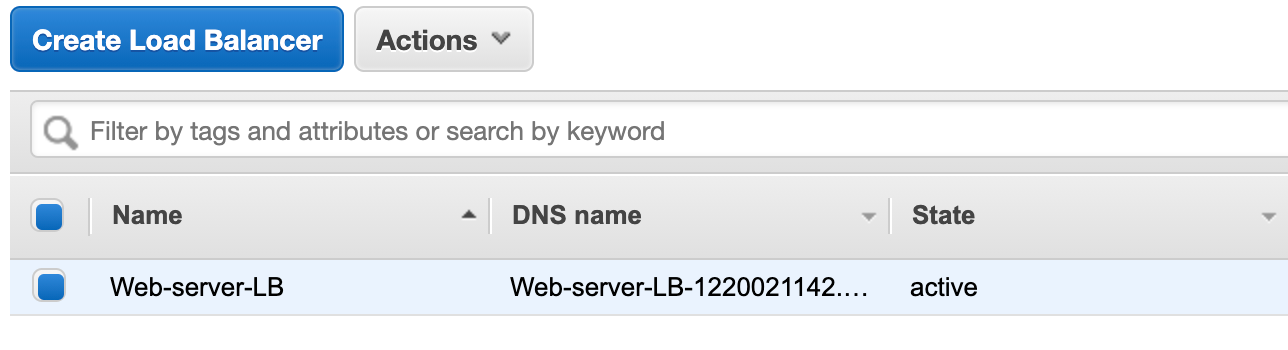 Create Load Balancer Actions
Filter by tags and attributes or search by keyword
Name DNS name State
Web-server-LB Web-server-LB-1220021142.... active